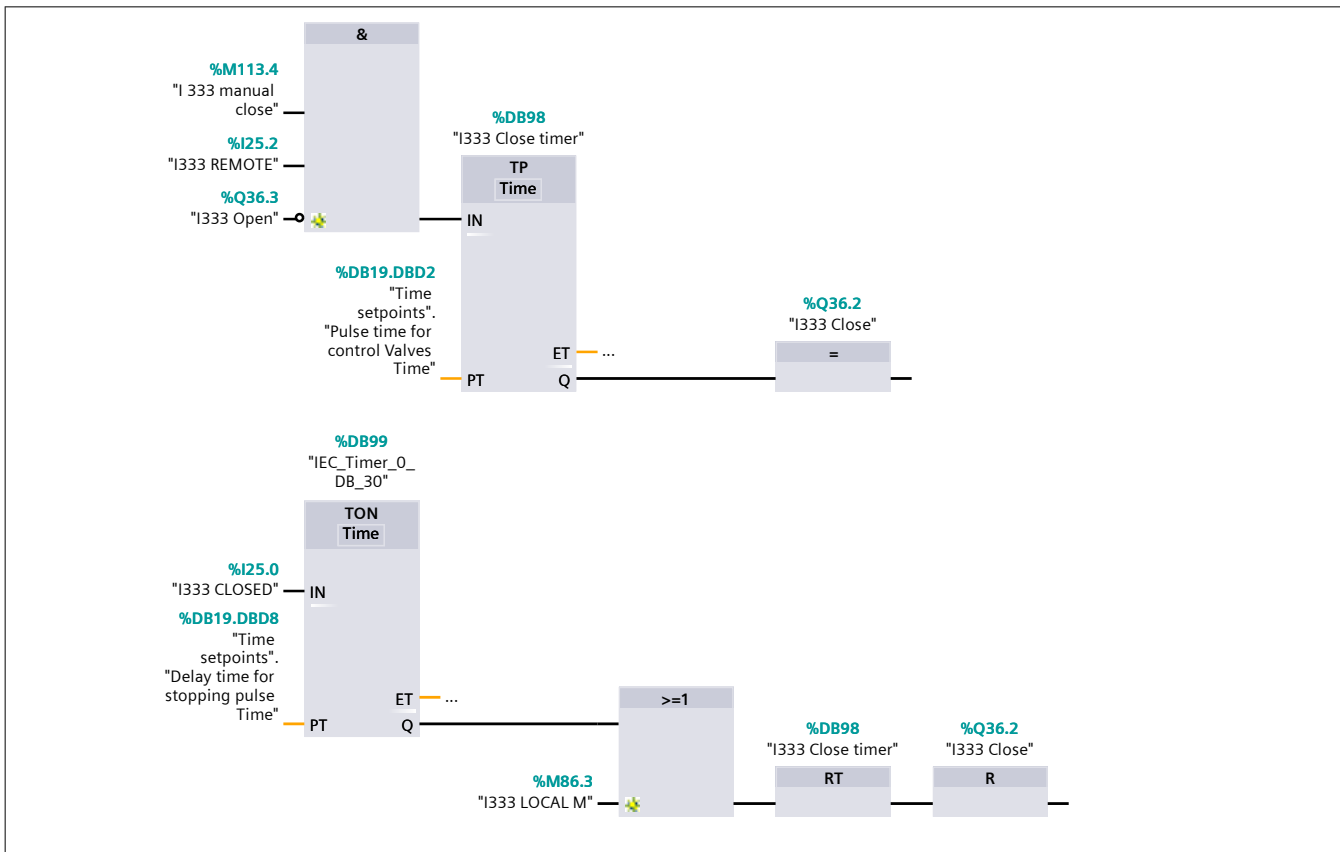 &
%M113.4
"I 333 manual
close"
%I25.2
"I333 REMOTE"
%Q36.3
"I333 Open"
%DB98
"I333 Close timer"
TP
Time
IN
%DB19.DBD2
"Time
setpoints".
"Pulse time for
control Valves
Time"
PT
ET
...
Q
%Q36.2
"I333 Close"
=
%DB99
"IEC_Timer_0_
DB_30"
TON
Time
%I25.0
"I333 CLOSED"
IN
%DB19.DBD8
"Time
setpoints".
"Delay time for
stopping pulse
Time"
PT
ET
...
Q
>=1
%M86.3
"I333 LOCAL M"
%DB98
"I333 Close timer"
RT
%Q36.2
"I333 Close"
R